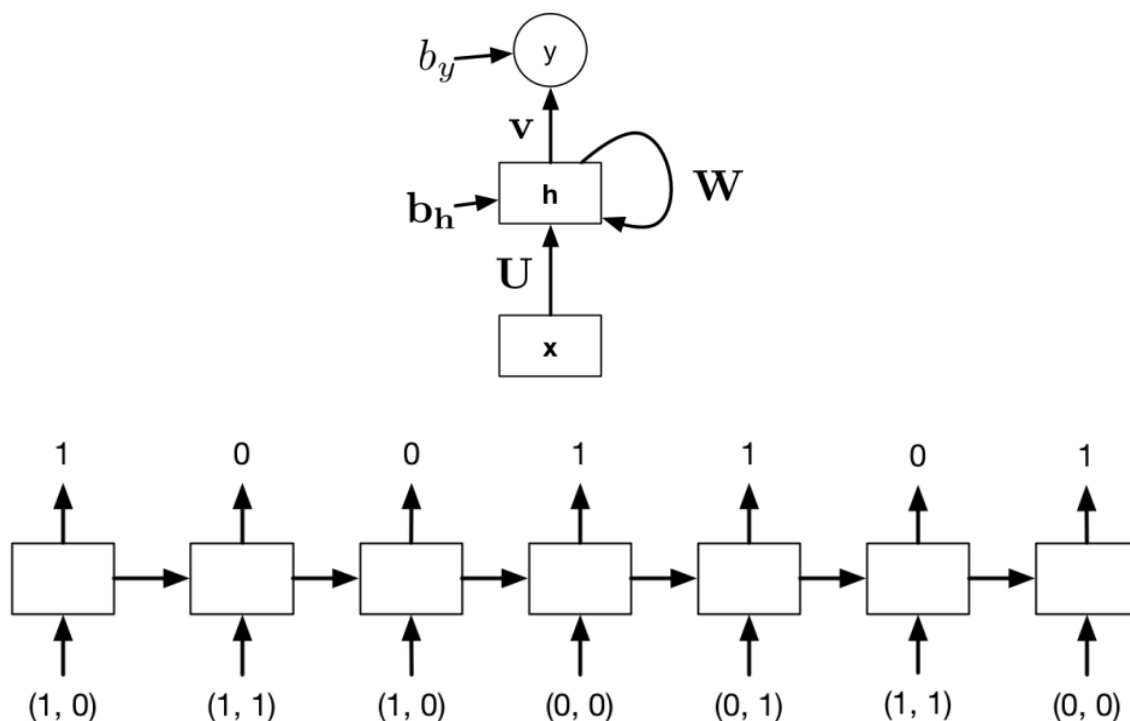 b_y y
v
b_h h W
U
x
1 0 0 1 1 0 1
(1, 0) (1, 1) (1, 0) (0, 0) (0, 1) (1, 1) (0, 0)